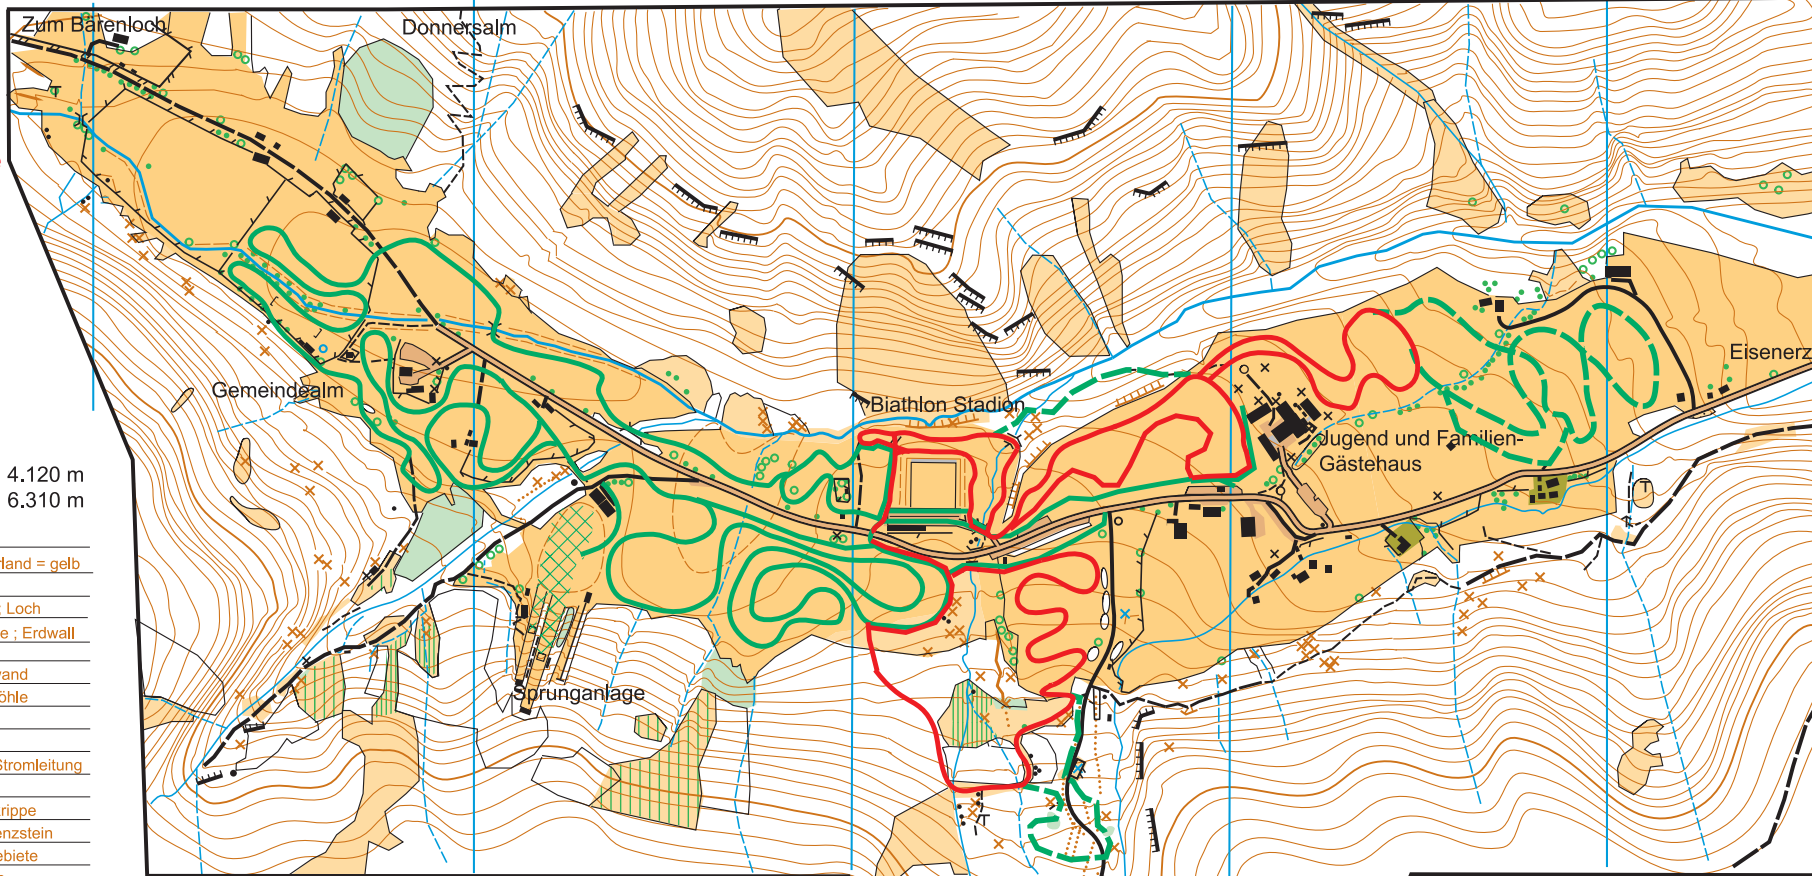 Zum Bärenloch
Donnersalm
Gemeindealm
Biathlon Stadion
Eisenerz
Jugend und Familien-
Gästehaus
Sprunganlage
4.120 m
6.310 m
rland = gelb
; Loch
e ; Erdwall
and
öhle
Stromleitung
rippe
enzstein
ebiete
T
T
T